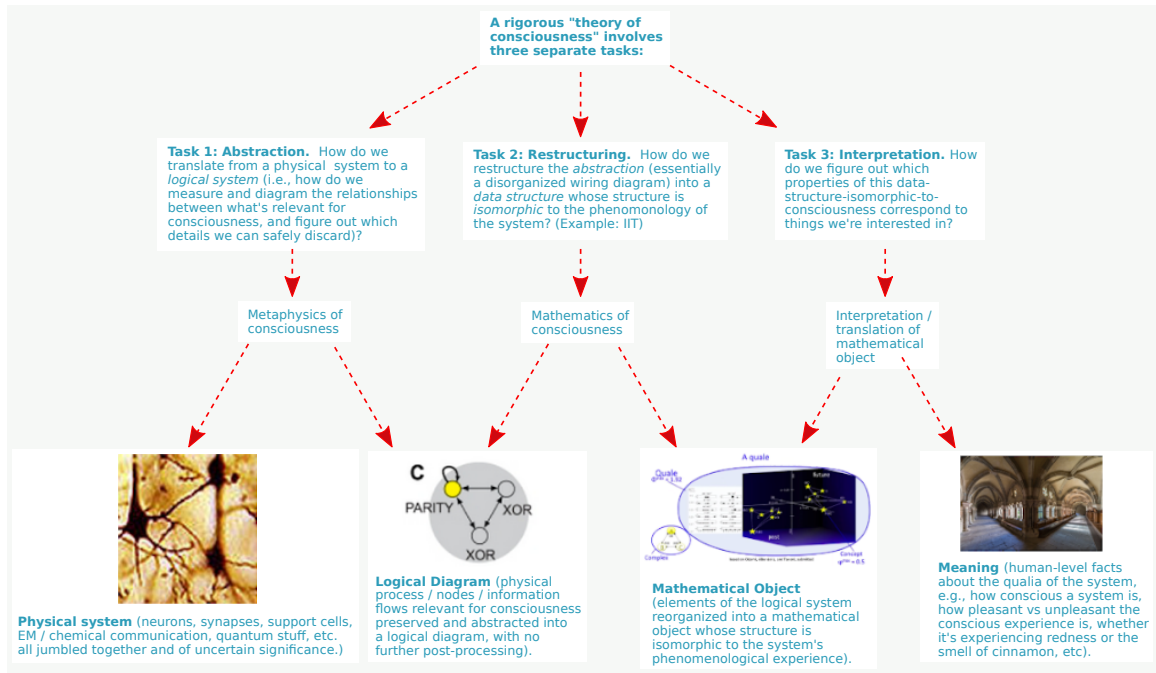 A rigorous "theory of
consciousness" involves
three separate tasks:
Task 1: Abstraction. How do we
translate from a physical system to a
logical system (i.e., how do we
measure and diagram the relationships
between what's relevant for
consciousness, and figure out which
details we can safely discard)?
Task 2: Restructuring. How do we
restructure the abstraction (essentially
a disorganized wiring diagram) into a
data structure whose structure is
isomorphic to the phenomonology of
the system? (Example: IIT)
Task 3: Interpretation. How
do we figure out which
properties of this data-
structure-isomorphic-to-
consciousness correspond to
things we're interested in?
Metaphysics of
consciousness
Mathematics of
consciousness
Interpretation /
translation of
mathematical
object
Physical system (neurons, synapses, support cells,
EM / chemical communication, quantum stuff, etc.
all jumbled together and of uncertain significance.)
C
PARITY
XOR
XOR
Logical Diagram (physical
process / nodes / information
flows relevant for consciousness
preserved and abstracted into
a logical diagram, with no
further post-processing).
A quale
Quale
future
past
Complex
Concept
Mathematical Object
(elements of the logical system
reorganized into a mathematical
object whose structure is
isomorphic to the system's
phenomenological experience).
Meaning (human-level facts
about the qualia of the system,
e.g., how conscious a system is,
how pleasant vs unpleasant the
conscious experience is, whether
it's experiencing redness or the
smell of cinnamon, etc).